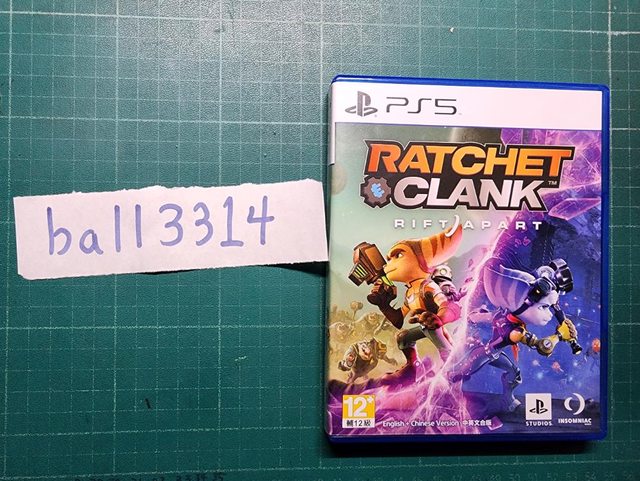 ball3314
PS5
RATCHET
CLANK™
RIFT APART
12+
輔12級
English + Chinese Version 中英文合版
STUDIOS
INSOMNIAC